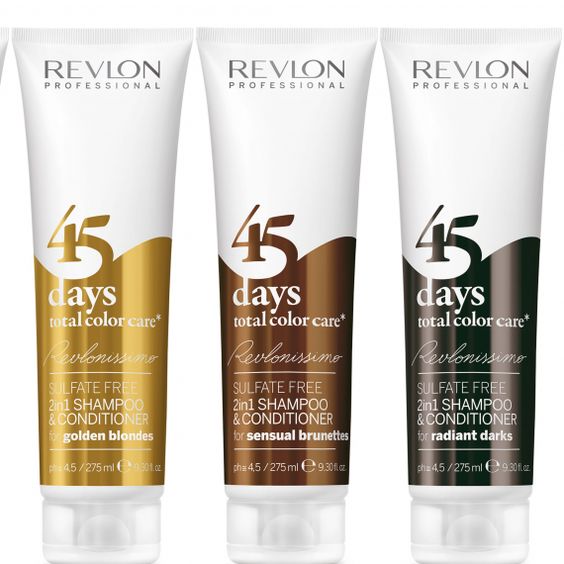 REVLON
PROFESSIONAL
45
days
total color care*
Revlonissimo
SULFATE FREE
2in1 SHAMPOO
& CONDITIONER
for golden blondes
ph≅4,5 / 275 ml e 9.30 fl. oz.
REVLON
PROFESSIONAL
45
days
total color care*
Revlonissimo
SULFATE FREE
2in1 SHAMPOO
& CONDITIONER
for sensual brunettes
ph≅4,5 / 275 ml e 9.30 fl. oz.
REVLON
PROFESSIONAL
45
days
total color care*
Revlonissimo
SULFATE FREE
2in1 SHAMPOO
& CONDITIONER
for radiant darks
ph≅4,5 / 275 ml e 9.30 fl. oz.